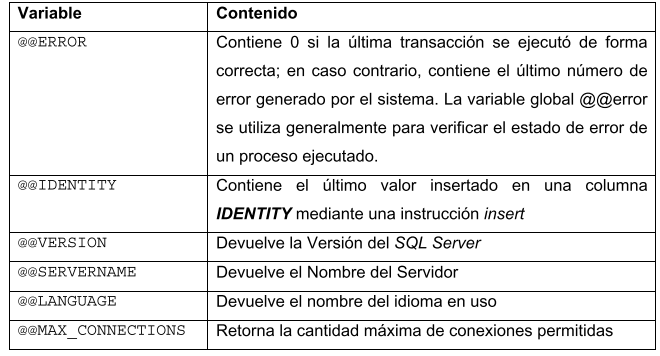 Variable Contenido
@@ERROR Contiene 0 si la última transacción se ejecutó de forma
correcta; en caso contrario, contiene el último número de
error generado por el sistema. La variable global @@error
se utiliza generalmente para verificar el estado de error de
un proceso ejecutado.
@@IDENTITY Contiene el último valor insertado en una columna
IDENTITY mediante una instrucción insert
@@VERSION Devuelve la Versión del SQL Server
@@SERVERNAME Devuelve el Nombre del Servidor
@@LANGUAGE Devuelve el nombre del idioma en uso
@@MAX_CONNECTIONS Retorna la cantidad máxima de conexiones permitidas